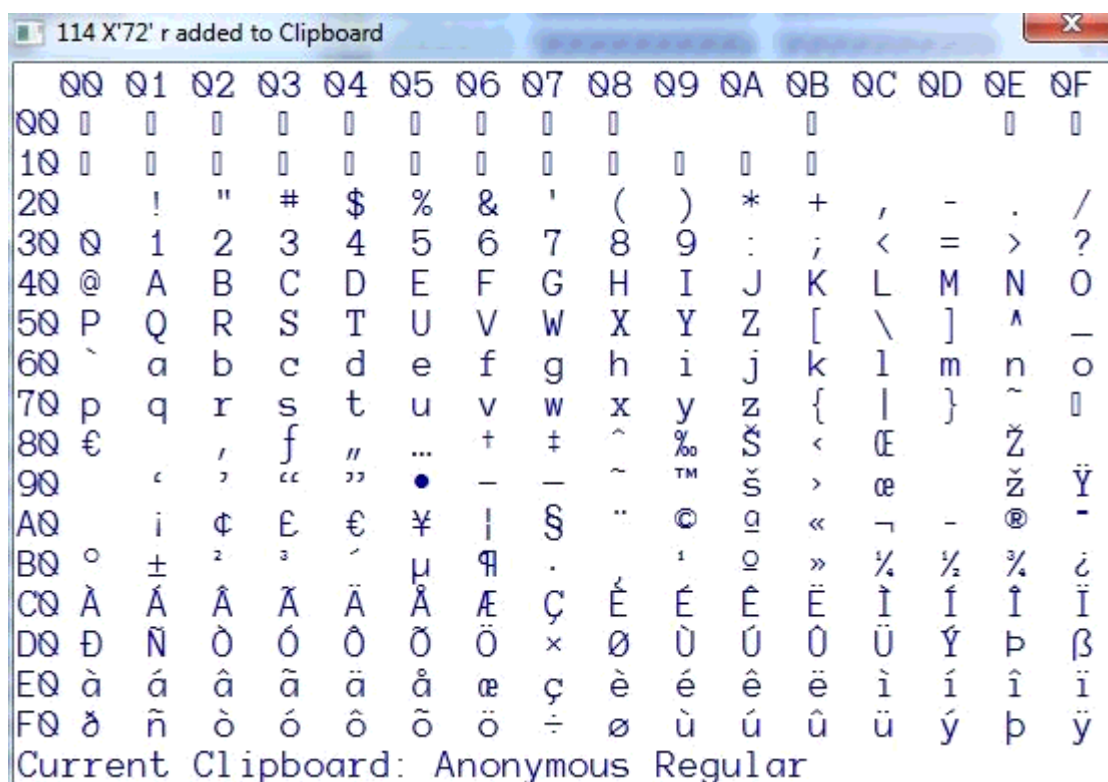 114 X'72' r added to Clipboard
00 01 02 03 04 05 06 07 08 09 0A 0B 0C 0D 0E 0F
00
10
20 ! " # $ % & ' ( ) * + , - . /
30 0 1 2 3 4 5 6 7 8 9 : ; < = > ?
40 @ A B C D E F G H I J K L M N O
50 P Q R S T U V W X Y Z [ \ ] ^ _
60 ` a b c d e f g h i j k l m n o
70 p q r s t u v w x y z { | } ~
80 € ‚ ƒ „ … † ‡ ˆ ‰ Š ‹ Œ Ž
90 ‘ ’ “ ” • – — ˜ ™ š › œ ž Ÿ
A0 ¡ ¢ £ € ¥ ¦ § ¨ © ª « ¬ - ® ¯
B0 ° ± ² ³ ´ µ ¶ · ¸ ¹ º » ¼ ½ ¾ ¿
C0 À Á Â Ã Ä Å Æ Ç È É Ê Ë Ì Í Î Ï
D0 Ð Ñ Ò Ó Ô Õ Ö × Ø Ù Ú Û Ü Ý Þ ß
E0 à á â ã ä å æ ç è é ê ë ì í î ï
F0 ð ñ ò ó ô õ ö ÷ ø ù ú û ü ý þ ÿ
Current Clipboard: Anonymous Regular